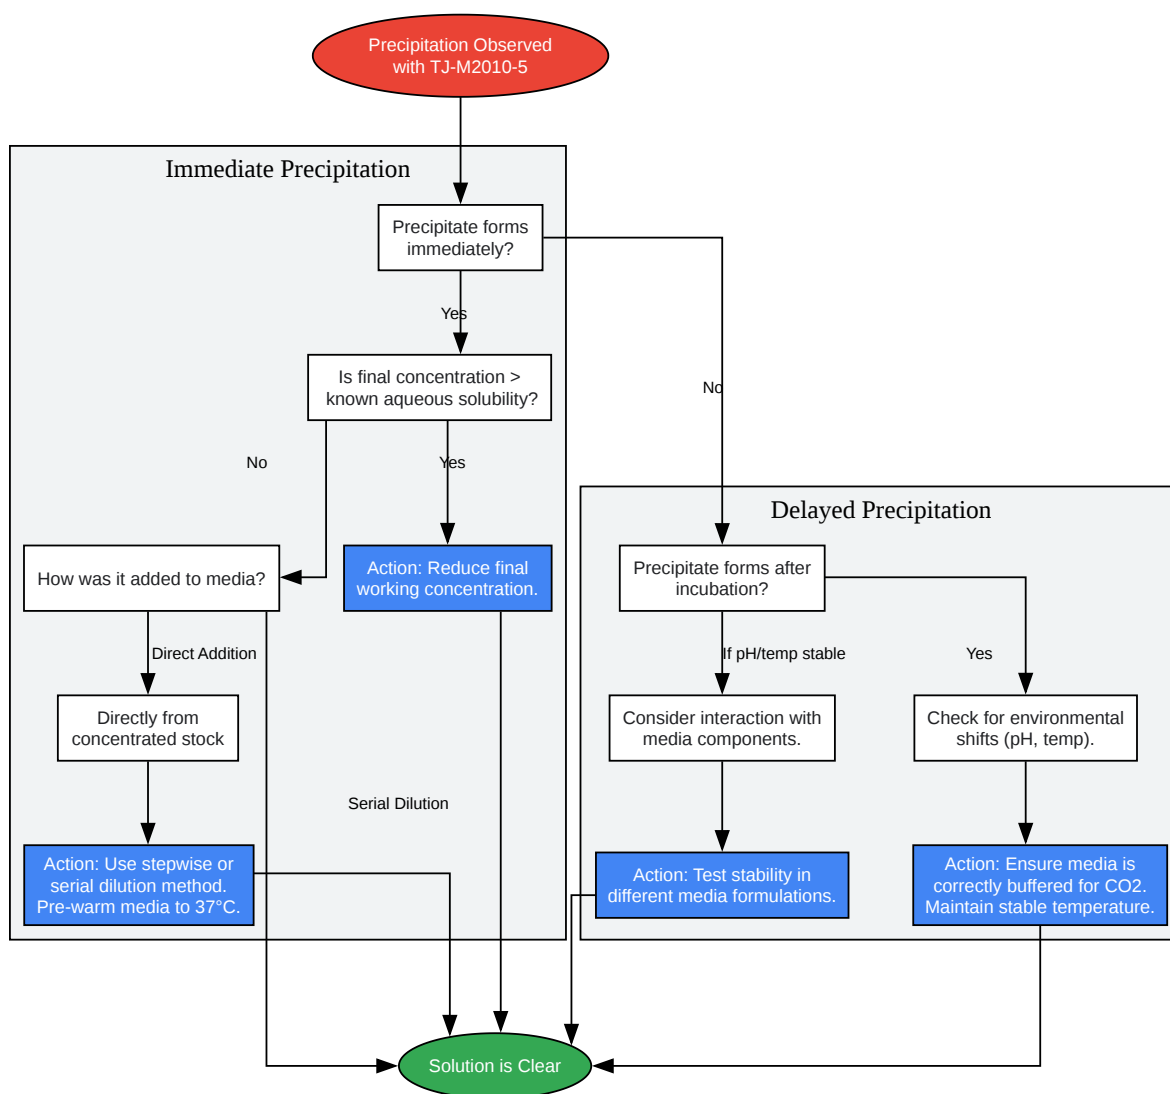 Precipitation Observed
with TJ-M2010-5
Immediate Precipitation
Precipitate forms
immediately?
Yes
Is final concentration >
known aqueous solubility?
No
No
Yes
Delayed Precipitation
How was it added to media?
Action: Reduce final
working concentration.
Precipitate forms after
incubation?
Direct Addition
If pH/temp stable
Yes
Directly from
concentrated stock
Consider interaction with
media components.
Check for environmental
shifts (pH, temp).
Serial Dilution
Action: Use stepwise or
serial dilution method.
Pre-warm media to 37°C.
Action: Test stability in
different media formulations.
Action: Ensure media is
correctly buffered for CO2.
Maintain stable temperature.
Solution is Clear